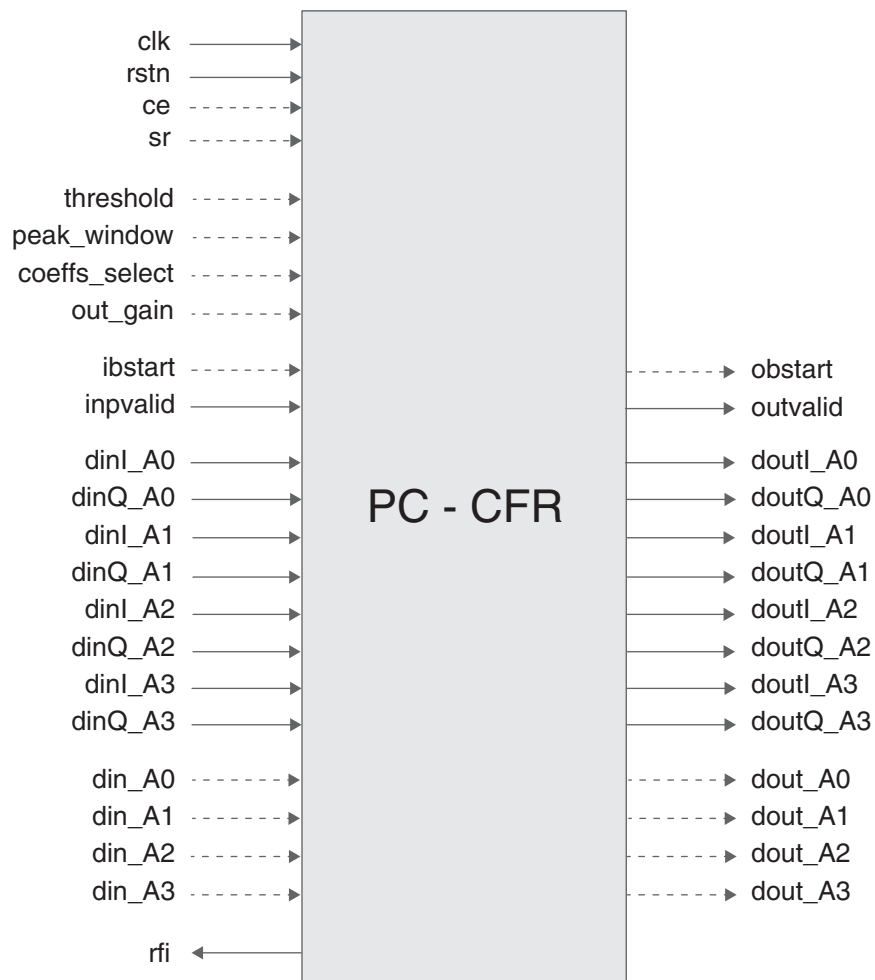 clk
rstn
ce
sr
threshold
peak_window
coeffs_select
out_gain
ibstart
inpvalid
dinI_A0
dinQ_A0
dinI_A1
dinQ_A1
dinI_A2
dinQ_A2
dinI_A3
dinQ_A3
din_A0
din_A1
din_A2
din_A3
rfi
PC - CFR
obstart
outvalid
doutI_A0
doutQ_A0
doutI_A1
doutQ_A1
doutI_A2
doutQ_A2
doutI_A3
doutQ_A3
dout_A0
dout_A1
dout_A2
dout_A3